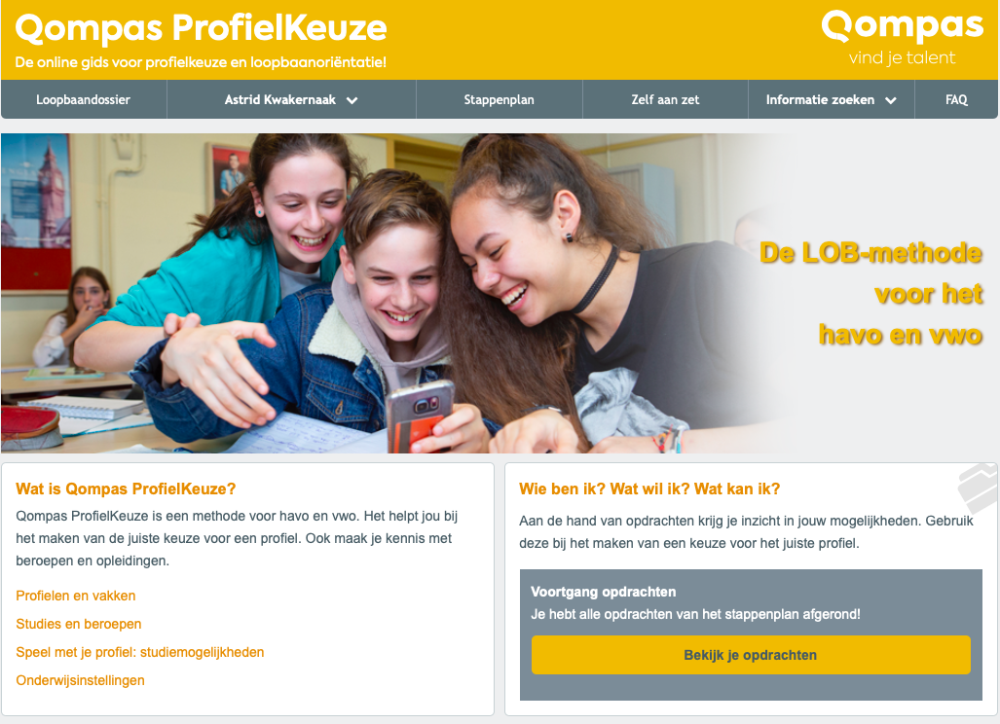 Qompas ProfielKeuze
De online gids voor profielkeuze en loopbaanoriëntatie!
Qompas
vind je talent
Loopbaandossier
Astrid Kwakernaak
Stappenplan
Zelf aan zet
Informatie zoeken
FAQ
De LOB-methode
voor het
havo en vwo
Wat is Qompas ProfielKeuze?
Qompas ProfielKeuze is een methode voor havo en vwo. Het helpt jou bij
het maken van de juiste keuze voor een profiel. Ook maak je kennis met
beroepen en opleidingen.
Profielen en vakken
Studies en beroepen
Speel met je profiel: studiemogelijkheden
Onderwijsinstellingen
Wie ben ik? Wat wil ik? Wat kan ik?
Aan de hand van opdrachten krijg je inzicht in jouw mogelijkheden. Gebruik
deze bij het maken van een keuze voor het juiste profiel.
Voortgang opdrachten
Je hebt alle opdrachten van het stappenplan afgerond!
Bekijk je opdrachten